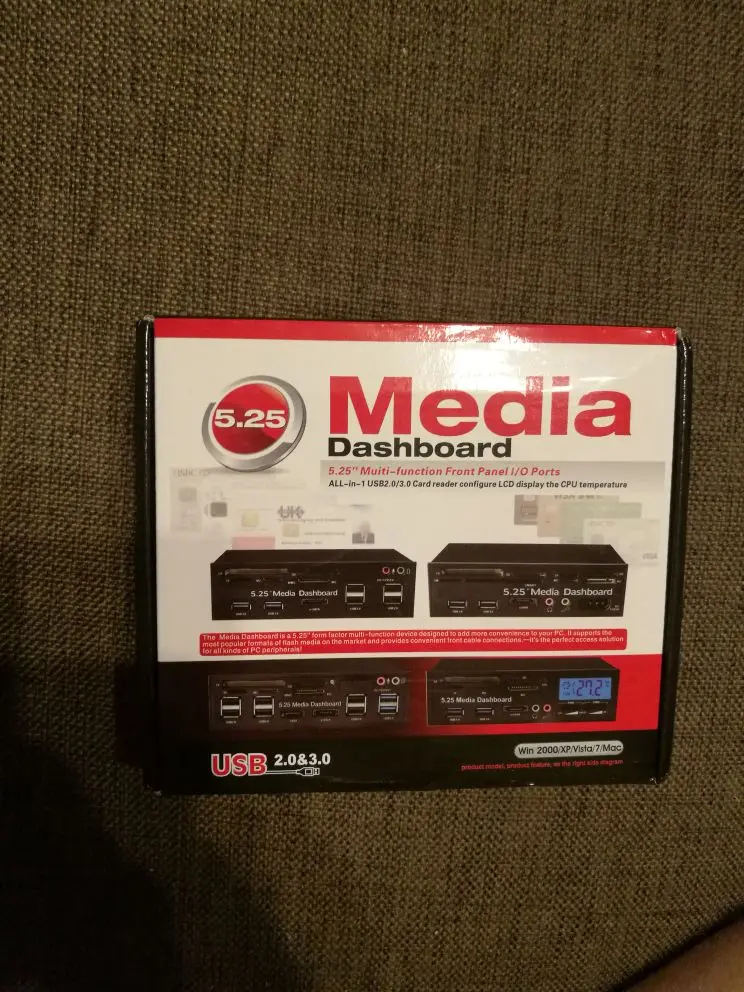 5.25
Media
Dashboard
5.25" Muiti-function Front Panel I/O Ports
ALL-in-1 USB2.0/3.0 Card reader configure LCD display the CPU temperature
UK
VISA
5.25" Media Dashboard
5.25" Media Dashboard
The Media Dashboard is a 5.25" form factor multi-function device designed to add more convenience to your PC. It supports the
most popular formats of flash media on the market and provides convenient front cable connections.—it's the perfect access solution
for all kinds of PC peripherals!
5.25 Media Dashboard
5.25" Media Dashboard
27.2
USB 2.0&3.0
Win 2000/XP/Vista/7/Mac
product model, product feature, as the right side diagram